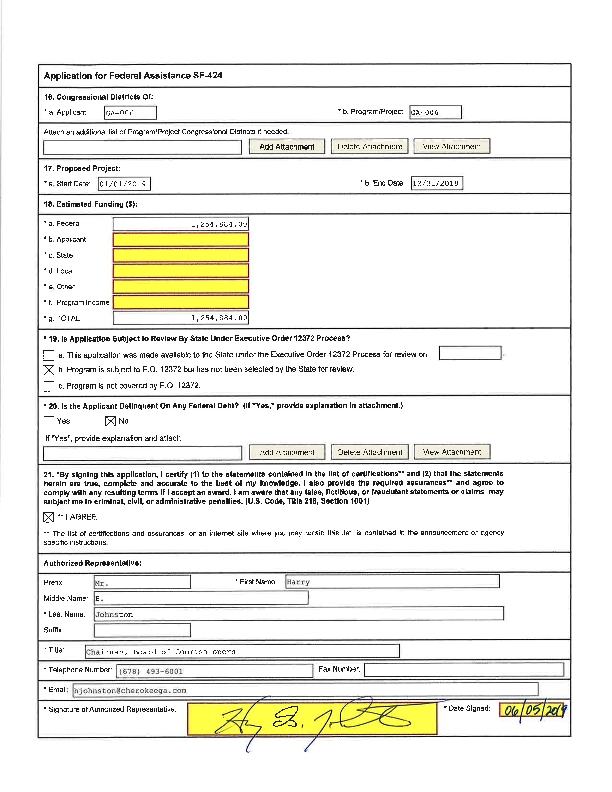 Application for Federal Assistance SF-424
16. Congressional Districts Of:
* a. Applicant GA-006 * b. Program/Project GA-006
Attach an additional list of Program/Project Congressional Districts if needed.
Add Attachment Delete Attachment View Attachment
17. Proposed Project:
* a. Start Date: 01/01/2019 * b. End Date: 12/31/2019
18. Estimated Funding ($):
* a. Federal 1,254,884.00
* b. Applicant
* c. State
* d. Local
* e. Other
* f. Program Income
* g. TOTAL 1,254,884.00
* 19. Is Application Subject to Review By State Under Executive Order 12372 Process?
a. This application was made available to the State under the Executive Order 12372 Process for review on .
b. Program is subject to E.O. 12372 but has not been selected by the State for review.
c. Program is not covered by E.O. 12372.
* 20. Is the Applicant Delinquent On Any Federal Debt? (If "Yes," provide explanation in attachment.)
Yes No
If "Yes", provide explanation and attach
Add Attachment Delete Attachment View Attachment
21. *By signing this application, I certify (1) to the statements contained in the list of certifications** and (2) that the statements
herein are true, complete and accurate to the best of my knowledge. I also provide the required assurances** and agree to
comply with any resulting terms if I accept an award. I am aware that any false, fictitious, or fraudulent statements or claims may
subject me to criminal, civil, or administrative penalties. (U.S. Code, Title 218, Section 1001)
** I AGREE
** The list of certifications and assurances, or an internet site where you may obtain this list, is contained in the announcement or agency
specific instructions.
Authorized Representative:
Prefix: Mr. * First Name: Harry
Middle Name: B.
* Last Name: Johnston
Suffix:
* Title: Chairman, Board of Commissioners
* Telephone Number: (678) 493-6001 Fax Number:
* Email: hjohnston@cherokeega.com
* Signature of Authorized Representative: * Date Signed: 06/05/2019